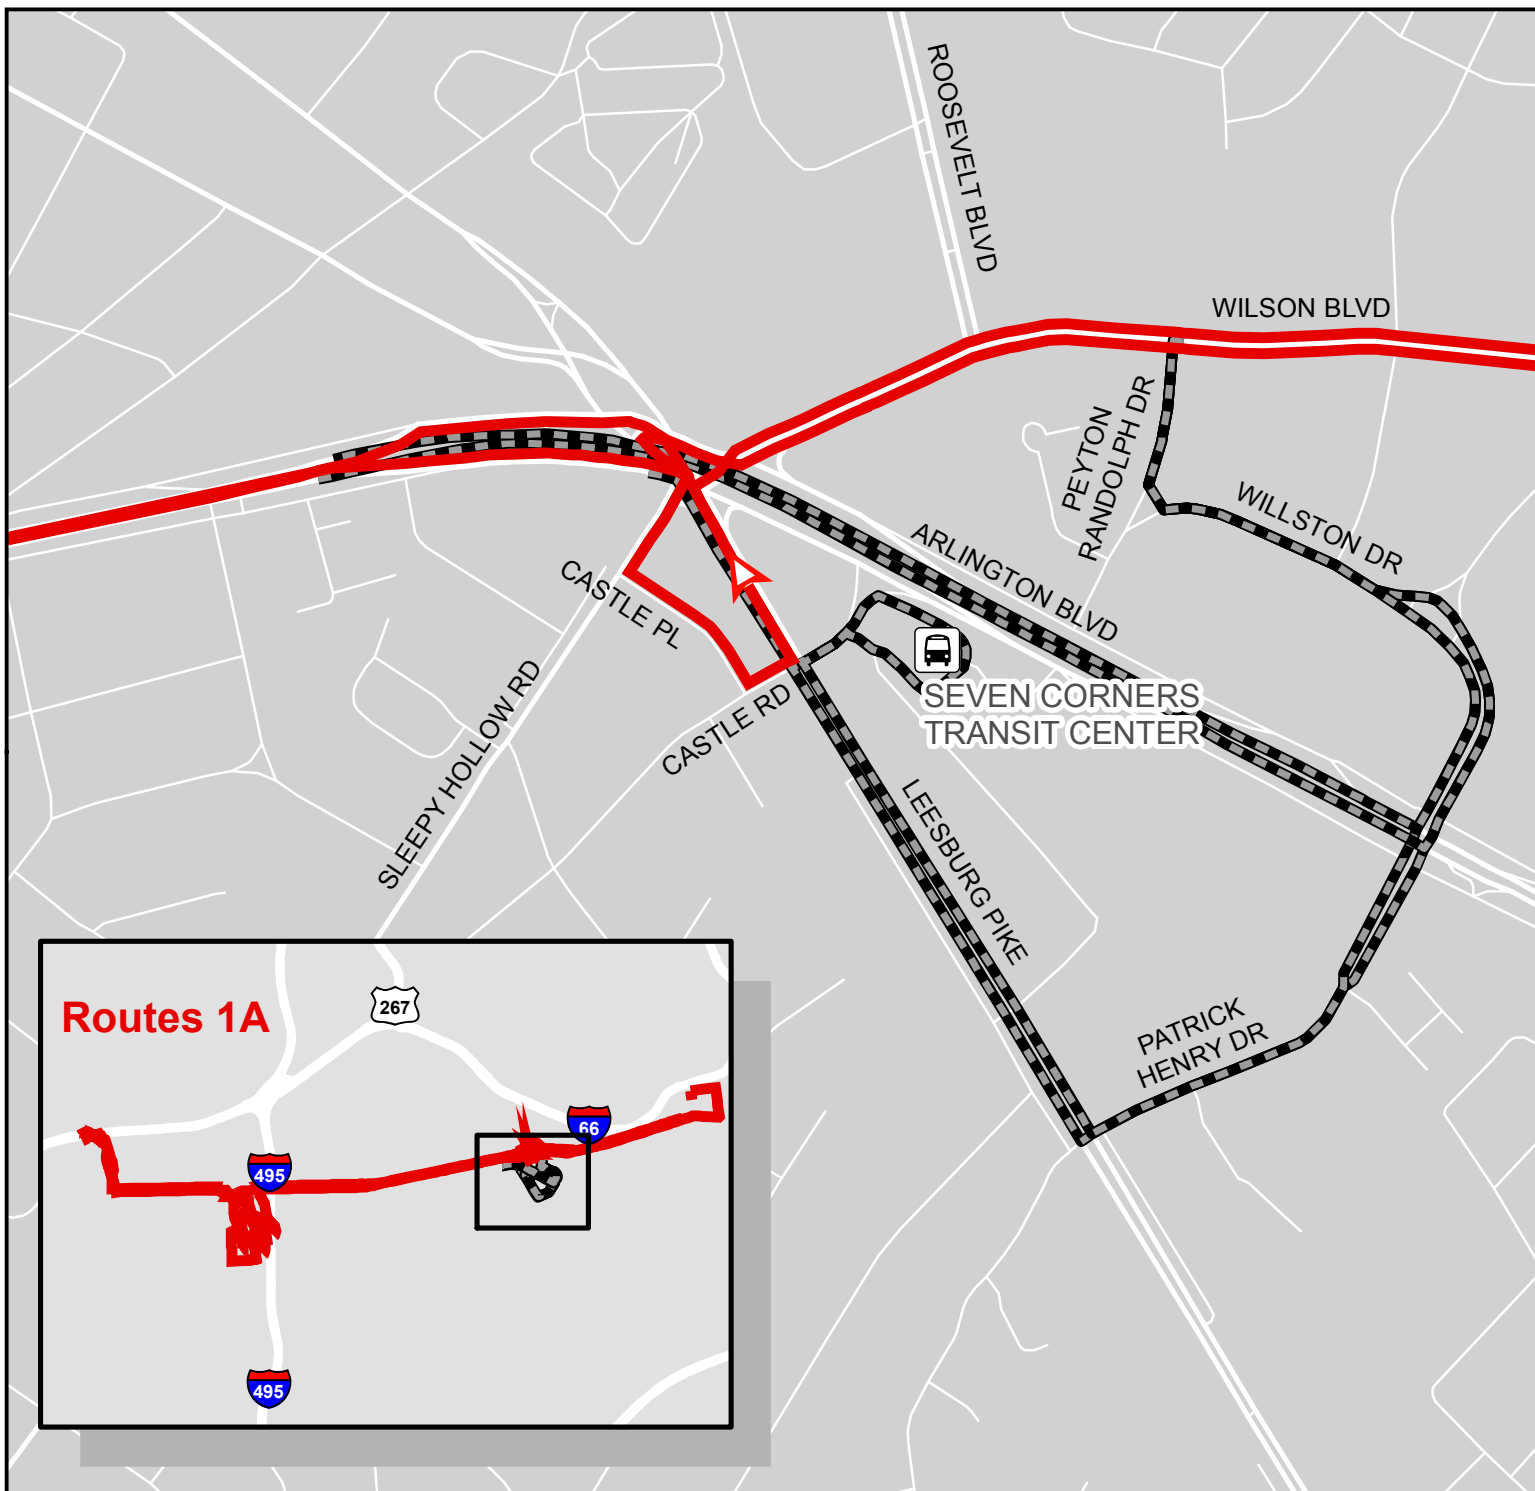 ROOSEVELT BLVD
WILSON BLVD
PEYTON
RANDOLPH DR
WILLSTON DR
ARLINGTON BLVD
CASTLE PL
SEVEN CORNERS
TRANSIT CENTER
CASTLE RD
SLEEPY HOLLOW RD
LEESBURG PIKE
PATRICK
HENRY DR
Routes 1A
267
66
495
495